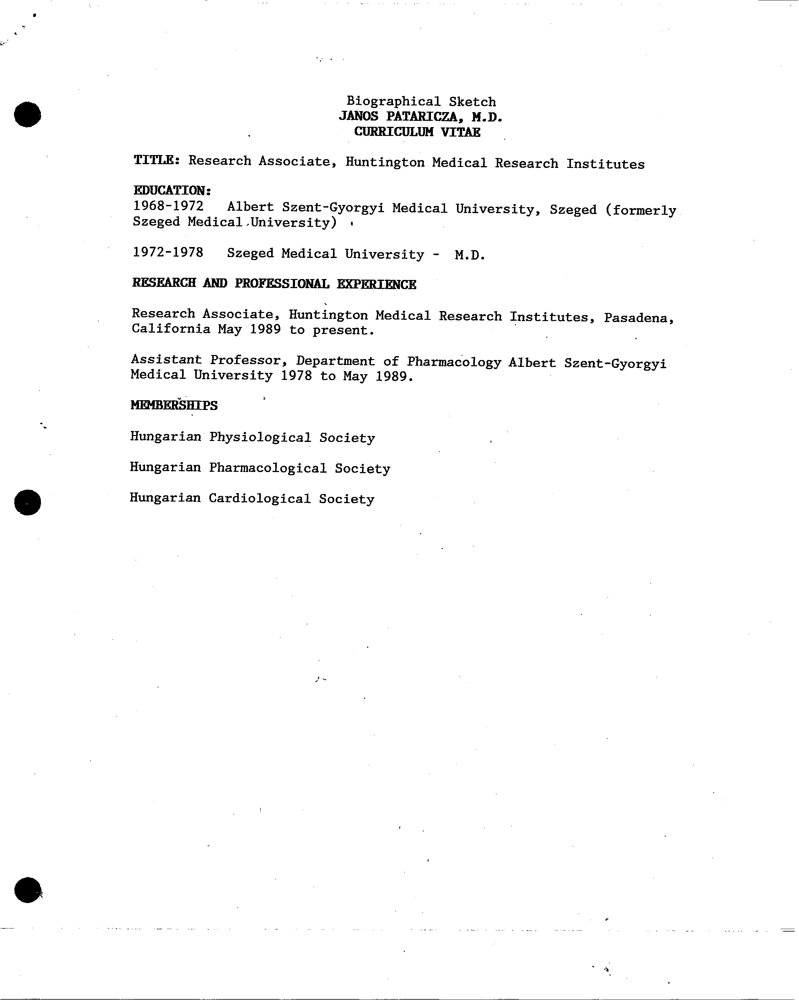 Biographical Sketch
JANOS PATARICZA, M.D.
CURRICULUM VITAE
TITLE: Research Associate, Huntington Medical Research Institutes
EDUCATION:
1968-1972 Albert Szent-Gyorgyi Medical University, Szeged (formerly
Szeged Medical University)
1972-1978 Szeged Medical University - M.D.
RESEARCH AND PROFESSIONAL EXPERIENCE
Research Associate, Huntington Medical Research Institutes, Pasadena,
California May 1989 to present.
Assistant Professor, Department of Pharmacology Albert Szent-Gyorgyi
Medical University 1978 to May 1989.
MEMBERSHIPS
Hungarian Physiological Society
Hungarian Pharmacological Society
Hungarian Cardiological Society